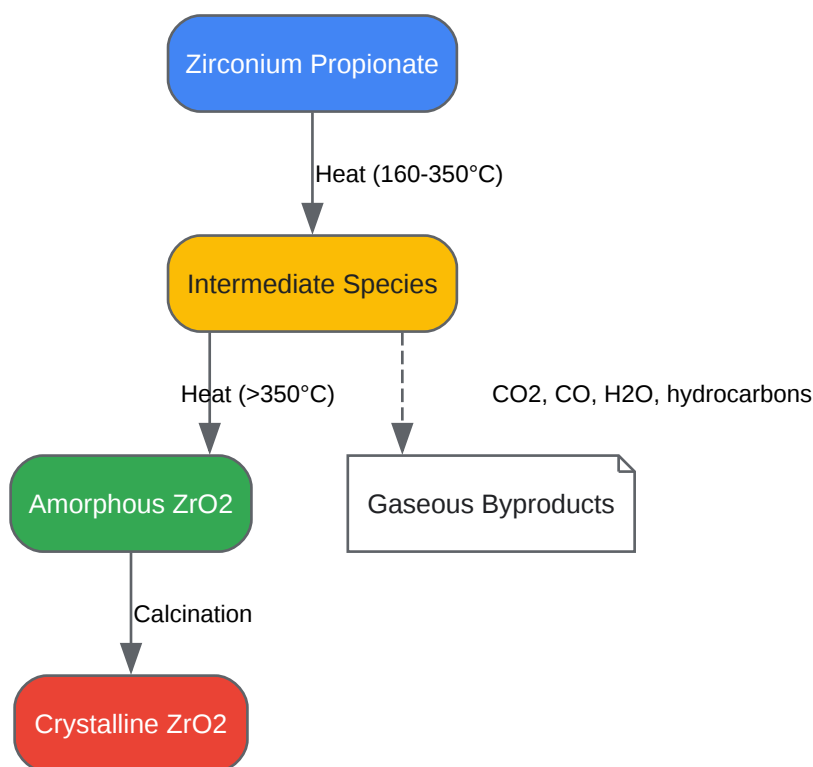 Zirconium Propionate
Heat (160-350°C)
Intermediate Species
Heat (>350°C)
CO2, CO, H2O, hydrocarbons
Amorphous ZrO2
Gaseous Byproducts
Calcination
Crystalline ZrO2